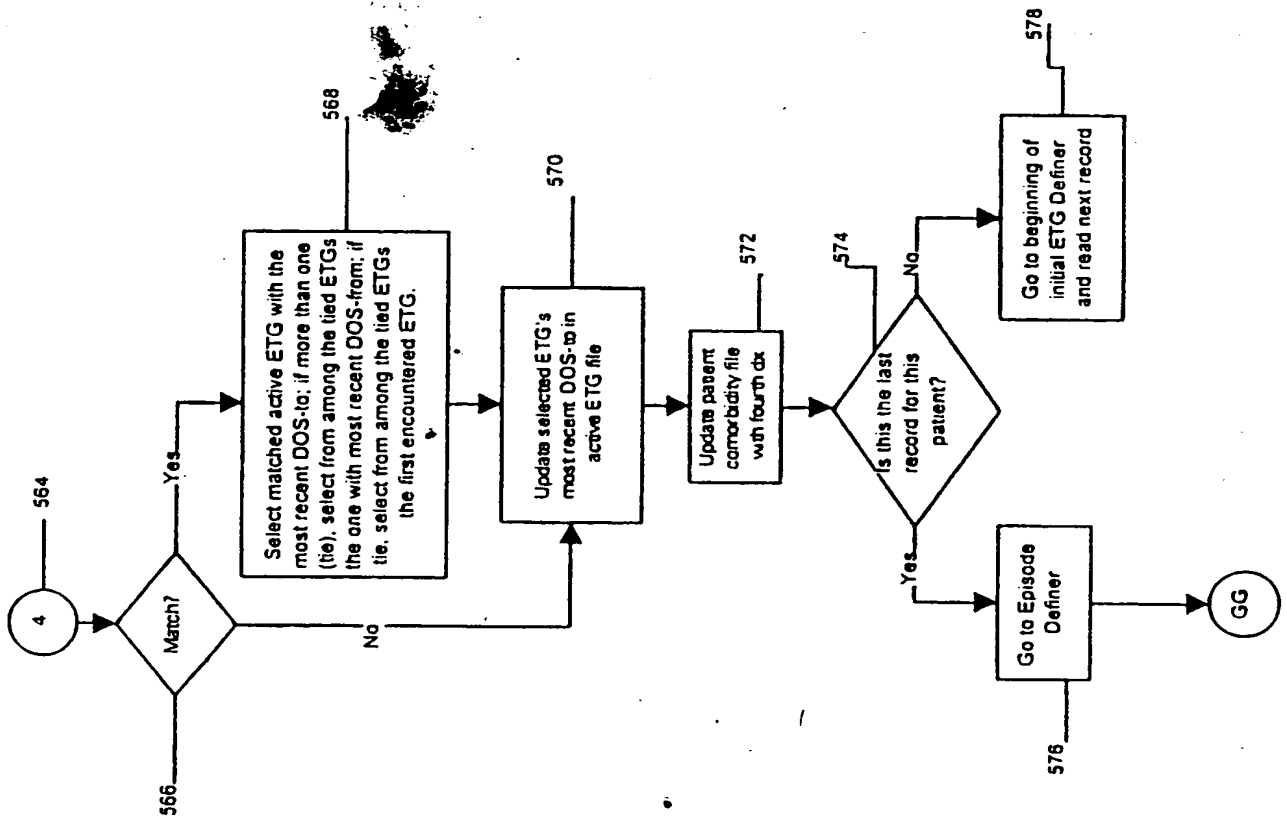 4
564
Match?
566
Yes
No
Select matched active ETG with the
most recent DOS-to; if more than one
(tie), select from among the tied ETGs
the one with most recent DOS-from; if
tie, select from among the tied ETGs
the first encountered ETG.
568
Update selected ETG's
most recent DOS-to in
active ETG file
570
Update patient
comorbidity file
with fourth dx
572
Is this the last
record for this
patient?
574
Yes
No
Go to Episode
Definer
576
Go to beginning of
initial ETG Definer
and read next record
578
GG